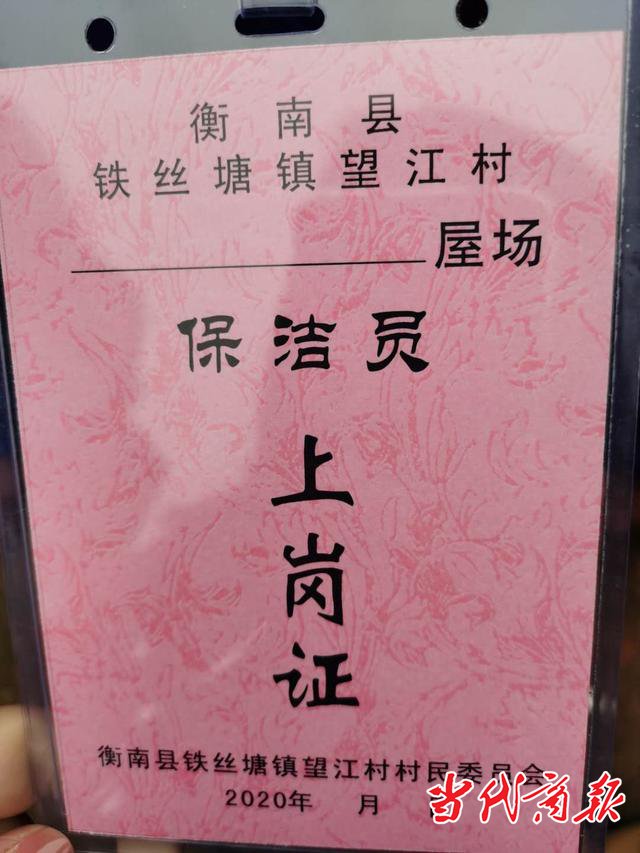 衡南县
铁丝塘镇望江村
屋场
保洁员
上
岗
证
衡南县铁丝塘镇望江村村民委员会
2020年 月
当代商报